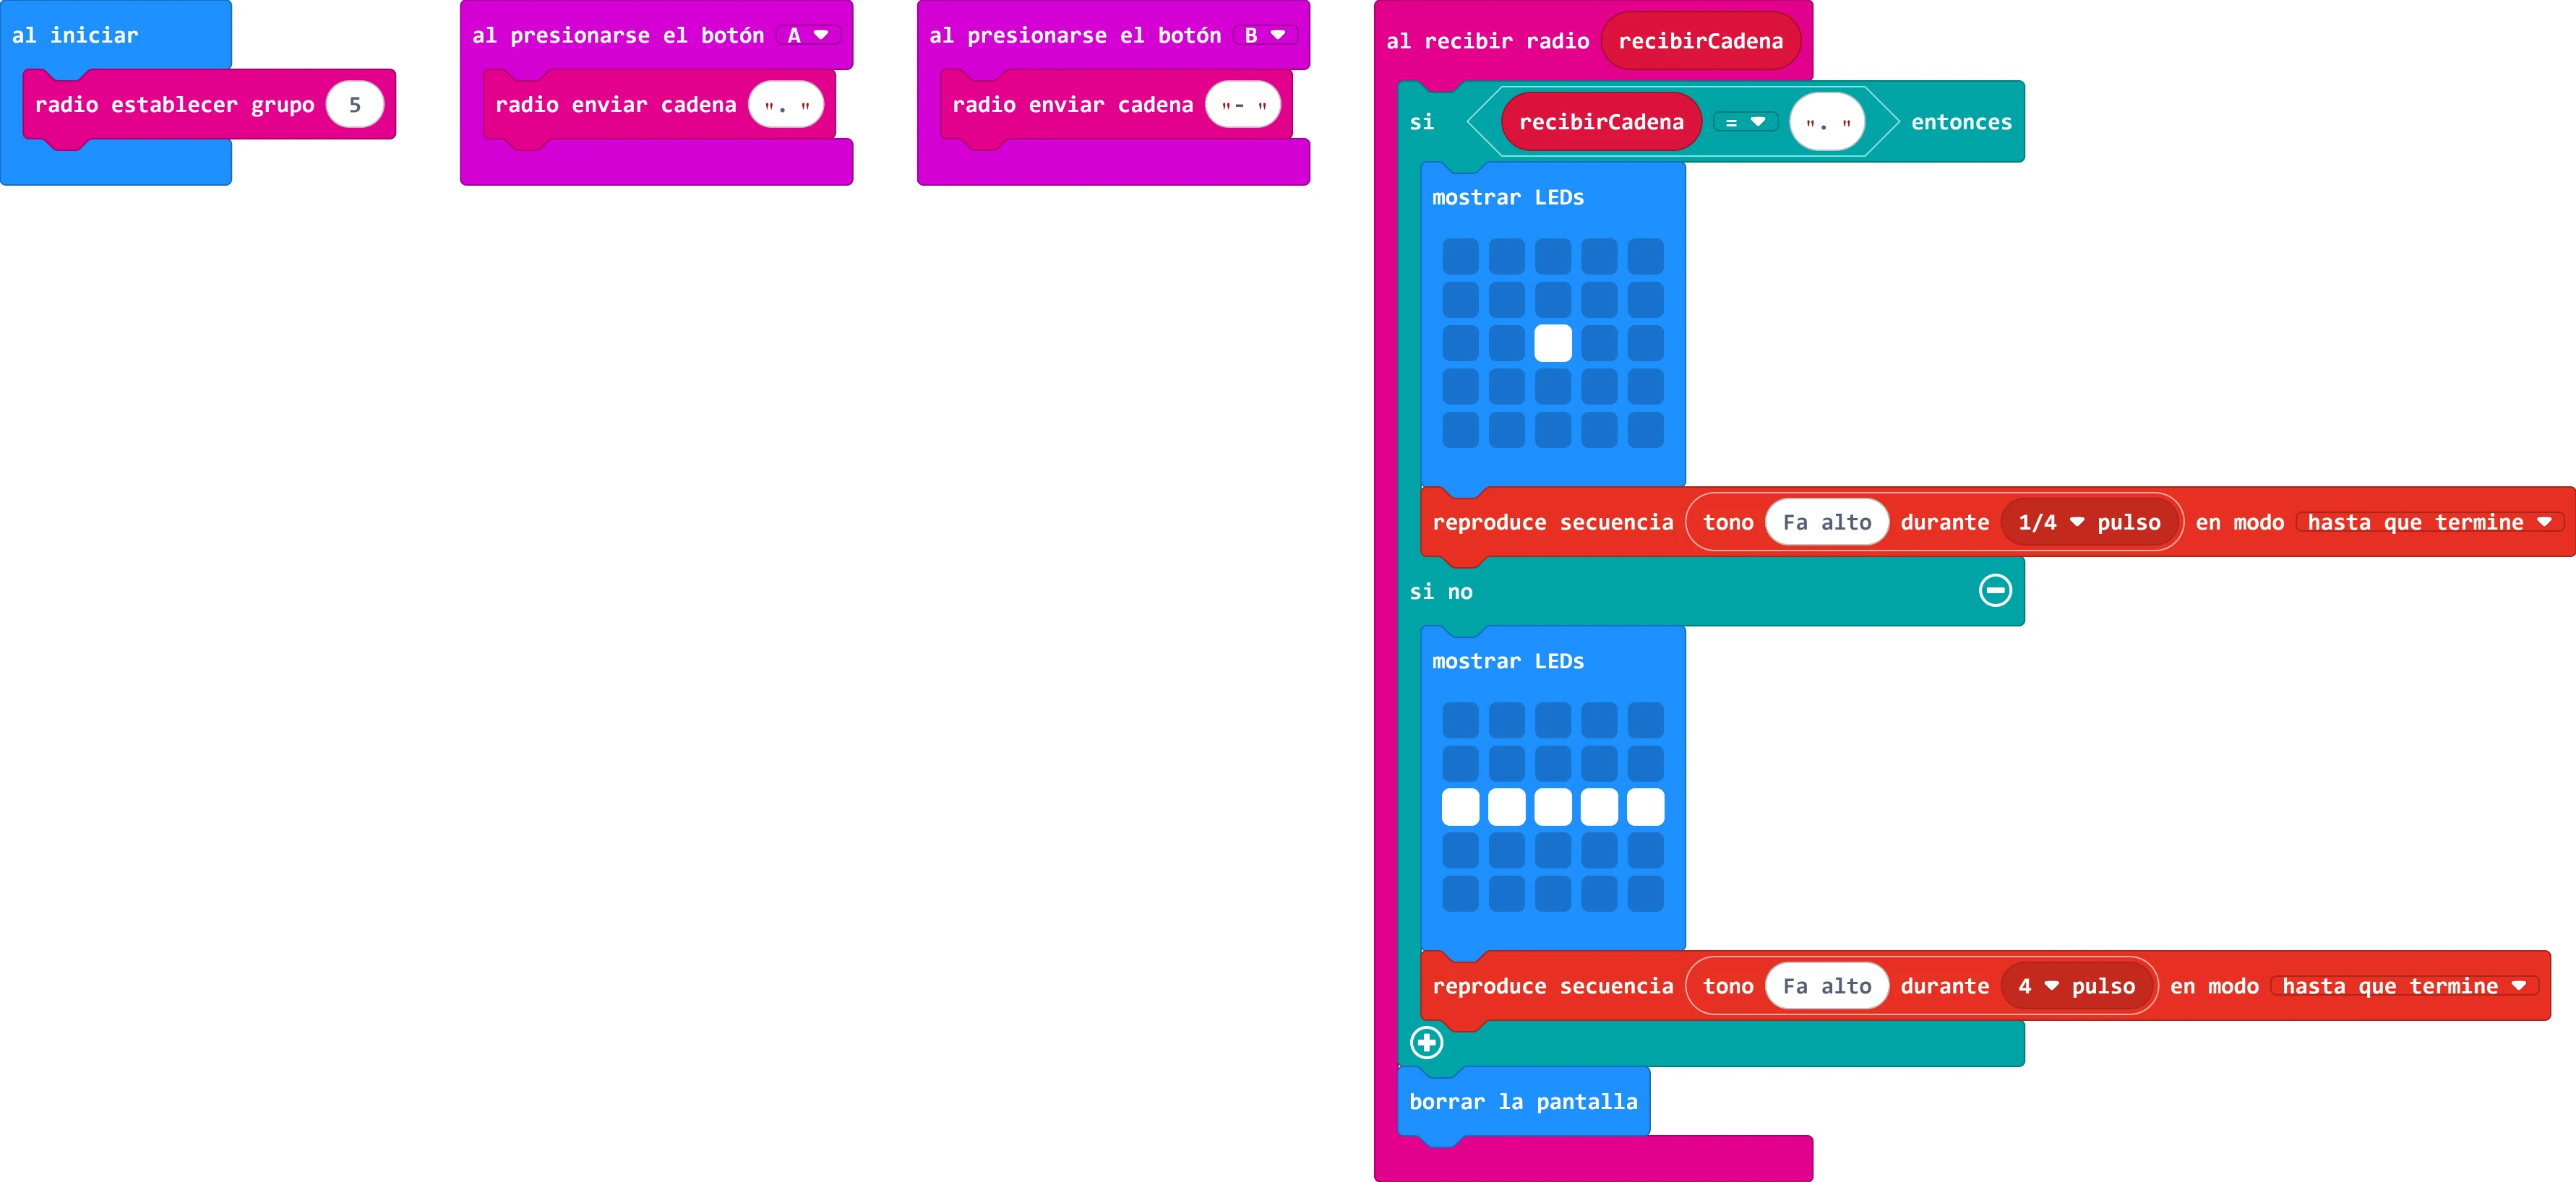 al iniciar
radio establecer grupo 5
al presionarse el botón A
radio enviar cadena ". "
al presionarse el botón B
radio enviar cadena "- "
al recibir radio recibirCadena
si recibirCadena = ". " entonces
mostrar LEDs
reproduce secuencia tono Fa alto durante 1/4 pulso en modo hasta que termine
si no
mostrar LEDs
reproduce secuencia tono Fa alto durante 4 pulso en modo hasta que termine
borrar la pantalla